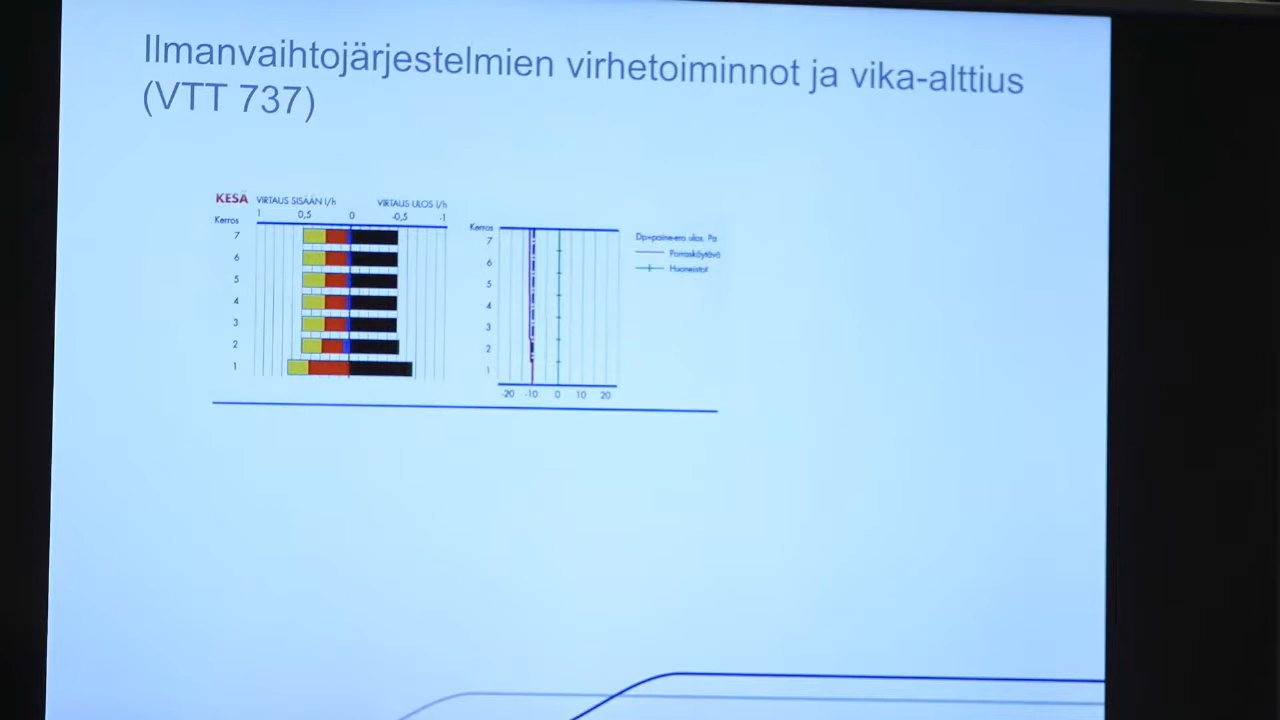 Ilmanvaihtojärjestelmien virhetoiminnot ja vika-alttius
(VTT 737)
KESÄ VIRTAUS SISÄÄN l/h VIRTAUS ULOS l/h
1 0,5 0 -0,5 -1
Kerros
7
6
5
4
3
2
1
Kerros
7
6
5
4
3
2
1
-20 -10 0 10 20
Dp=paine-ero ulos, Pa
Porraskäytävä
Huoneistot